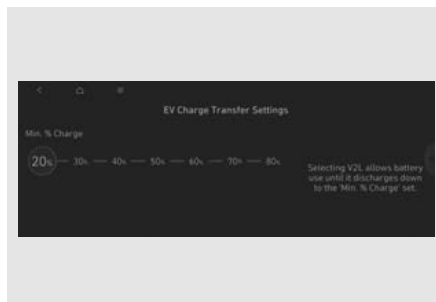 EV Charge Transfer Settings
Min. % Charge
20% 30% 40% 50% 60% 70% 80%
Selecting V2L allows battery
use until it discharges down
to the 'Min. % Charge' set.